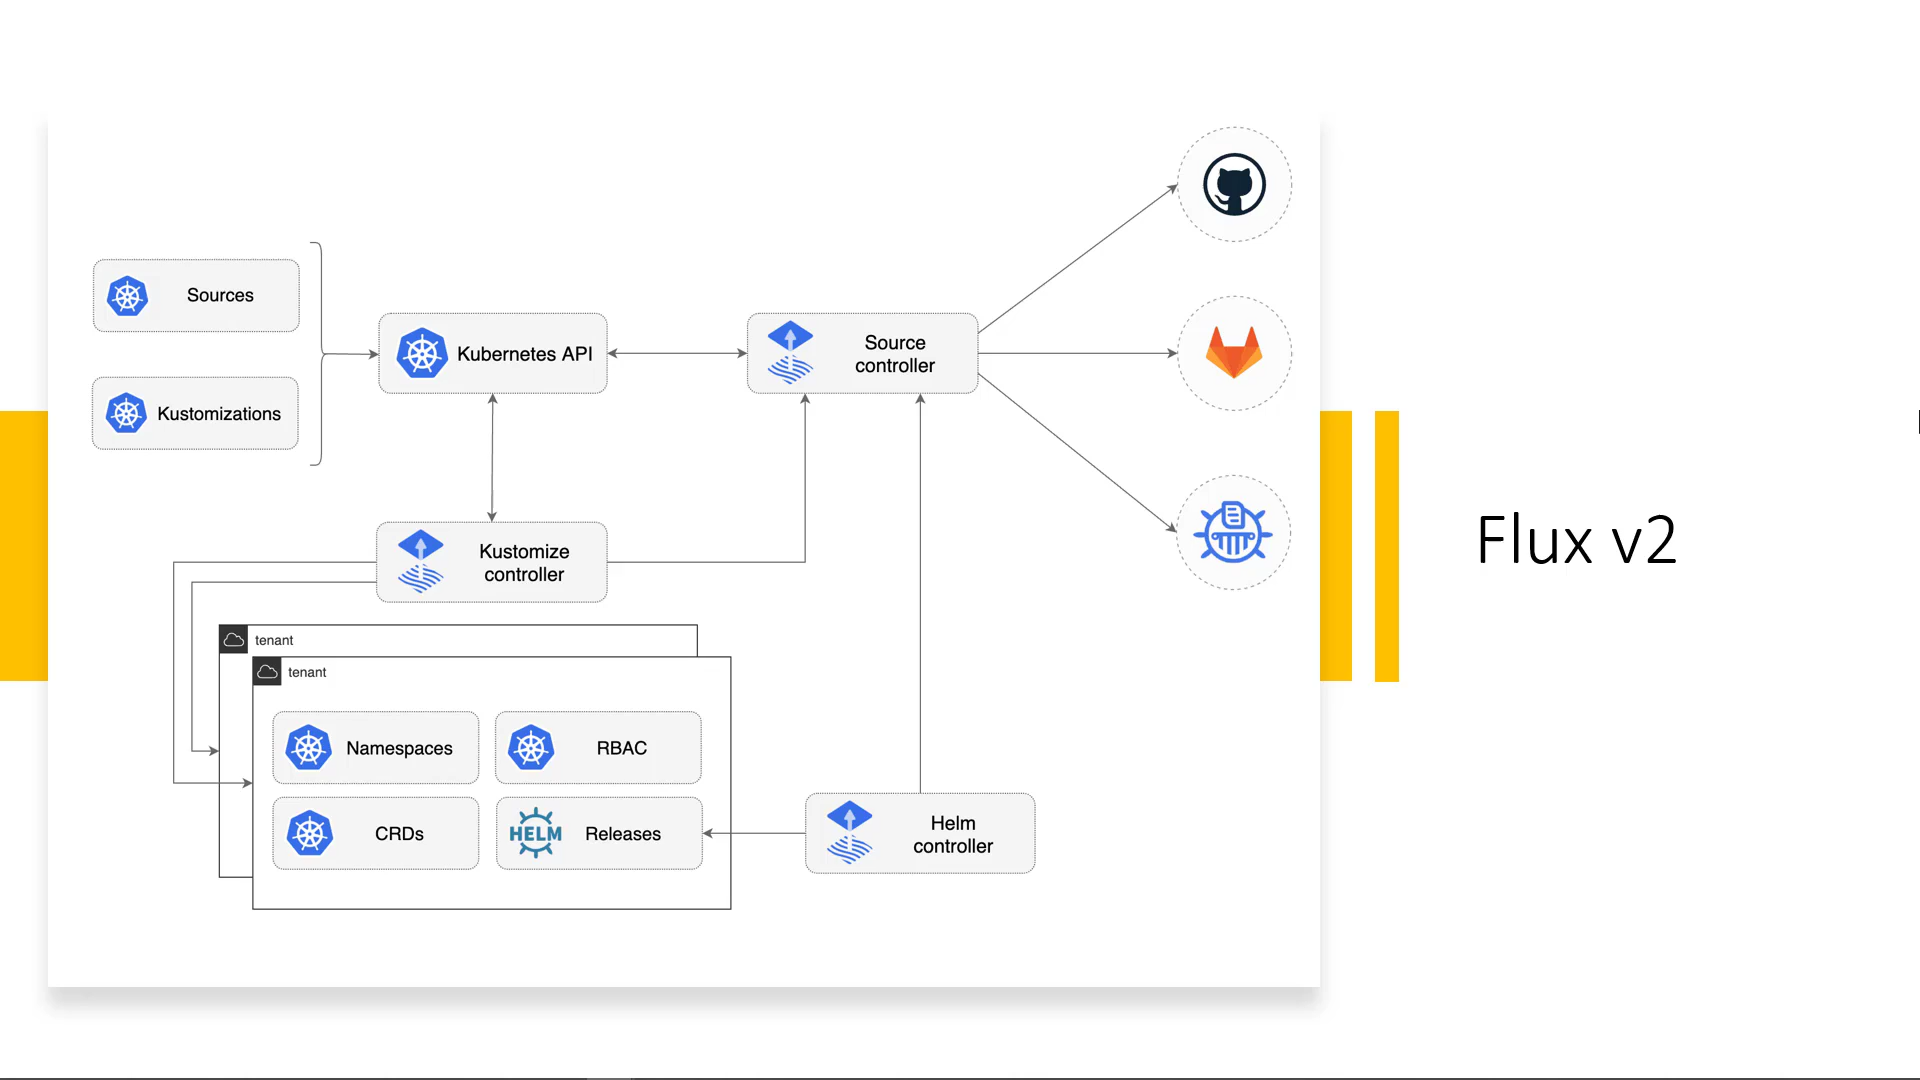 Sources
Kustomizations
Kubernetes API
Source
controller
Kustomize
controller
tenant
tenant
Namespaces
RBAC
CRDs
HELM
Releases
Helm
controller
Flux v2